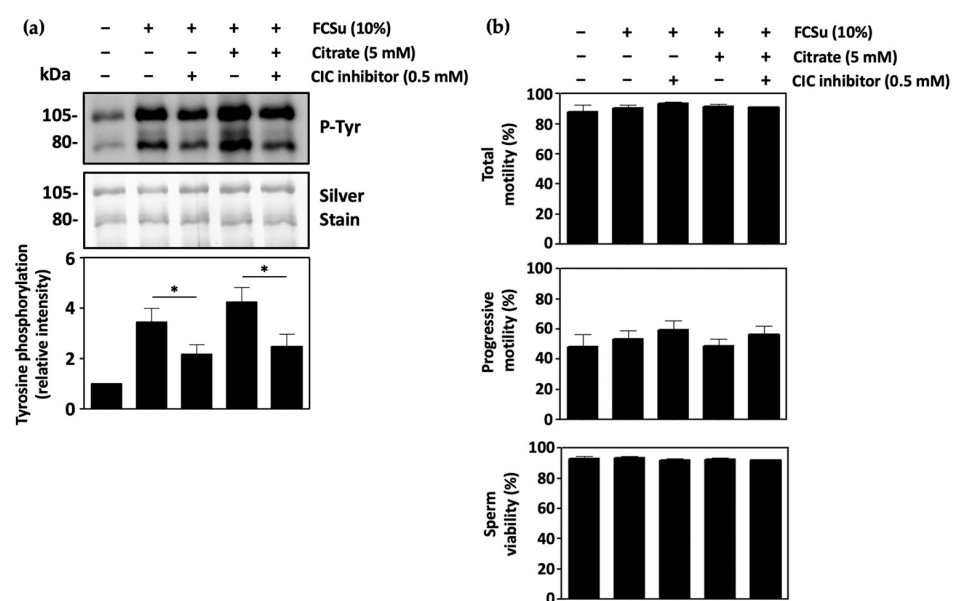 (a)
− + + + + FCSu (10%)
− − − + + Citrate (5 mM)
kDa − − + − + CIC inhibitor (0.5 mM)
105-
80-
P-Tyr
105-
80-
Silver
Stain
Tyrosine phosphorylation
(relative intensity)
6
4
2
0
*
*
(b)
− + + + + FCSu (10%)
− − − + + Citrate (5 mM)
− − + − + CIC inhibitor (0.5 mM)
Total
motility (%)
100
80
60
40
20
0
Progressive
motility (%)
100
80
60
40
20
0
Sperm
viability (%)
100
80
60
40
20
0